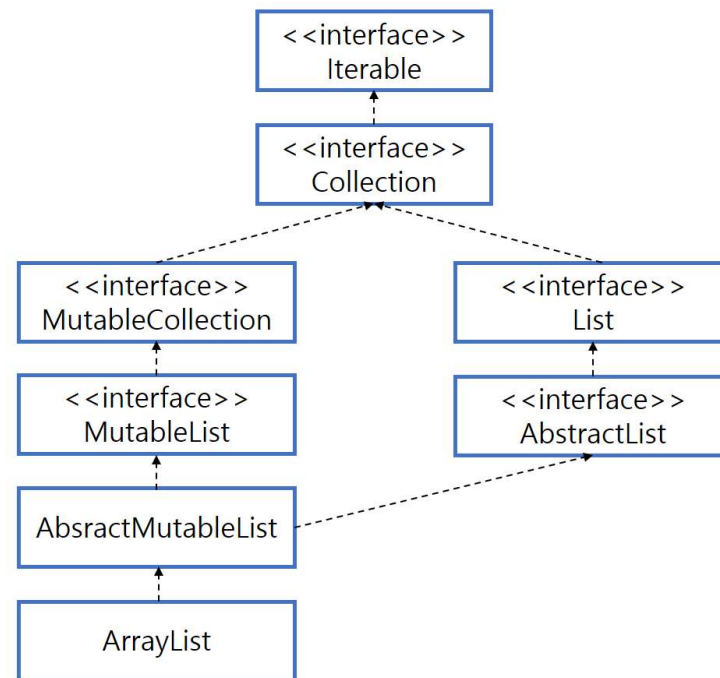 <<interface>>
Iterable
<<interface>>
Collection
<<interface>>
MutableCollection
<<interface>>
List
<<interface>>
MutableList
<<interface>>
AbstractList
AbsractMutableList
ArrayList